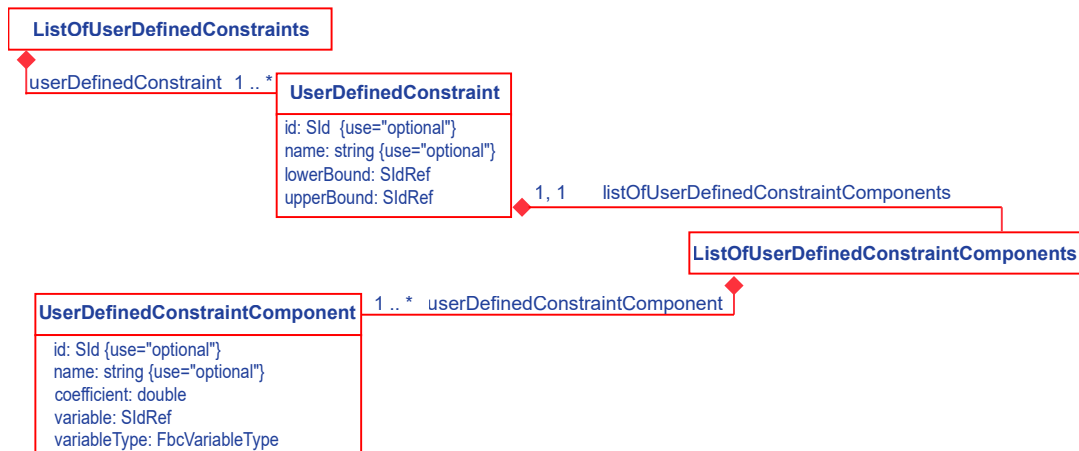 ListOfUserDefinedConstraints
userDefinedConstraint 1 .. *
UserDefinedConstraint
id: SId {use="optional"}
name: string {use="optional"}
lowerBound: SIdRef
upperBound: SIdRef
1, 1 listOfUserDefinedConstraintComponents
ListOfUserDefinedConstraintComponents
1 .. * userDefinedConstraintComponent
UserDefinedConstraintComponent
id: SId {use="optional"}
name: string {use="optional"}
coefficient: double
variable: SIdRef
variableType: FbcVariableType